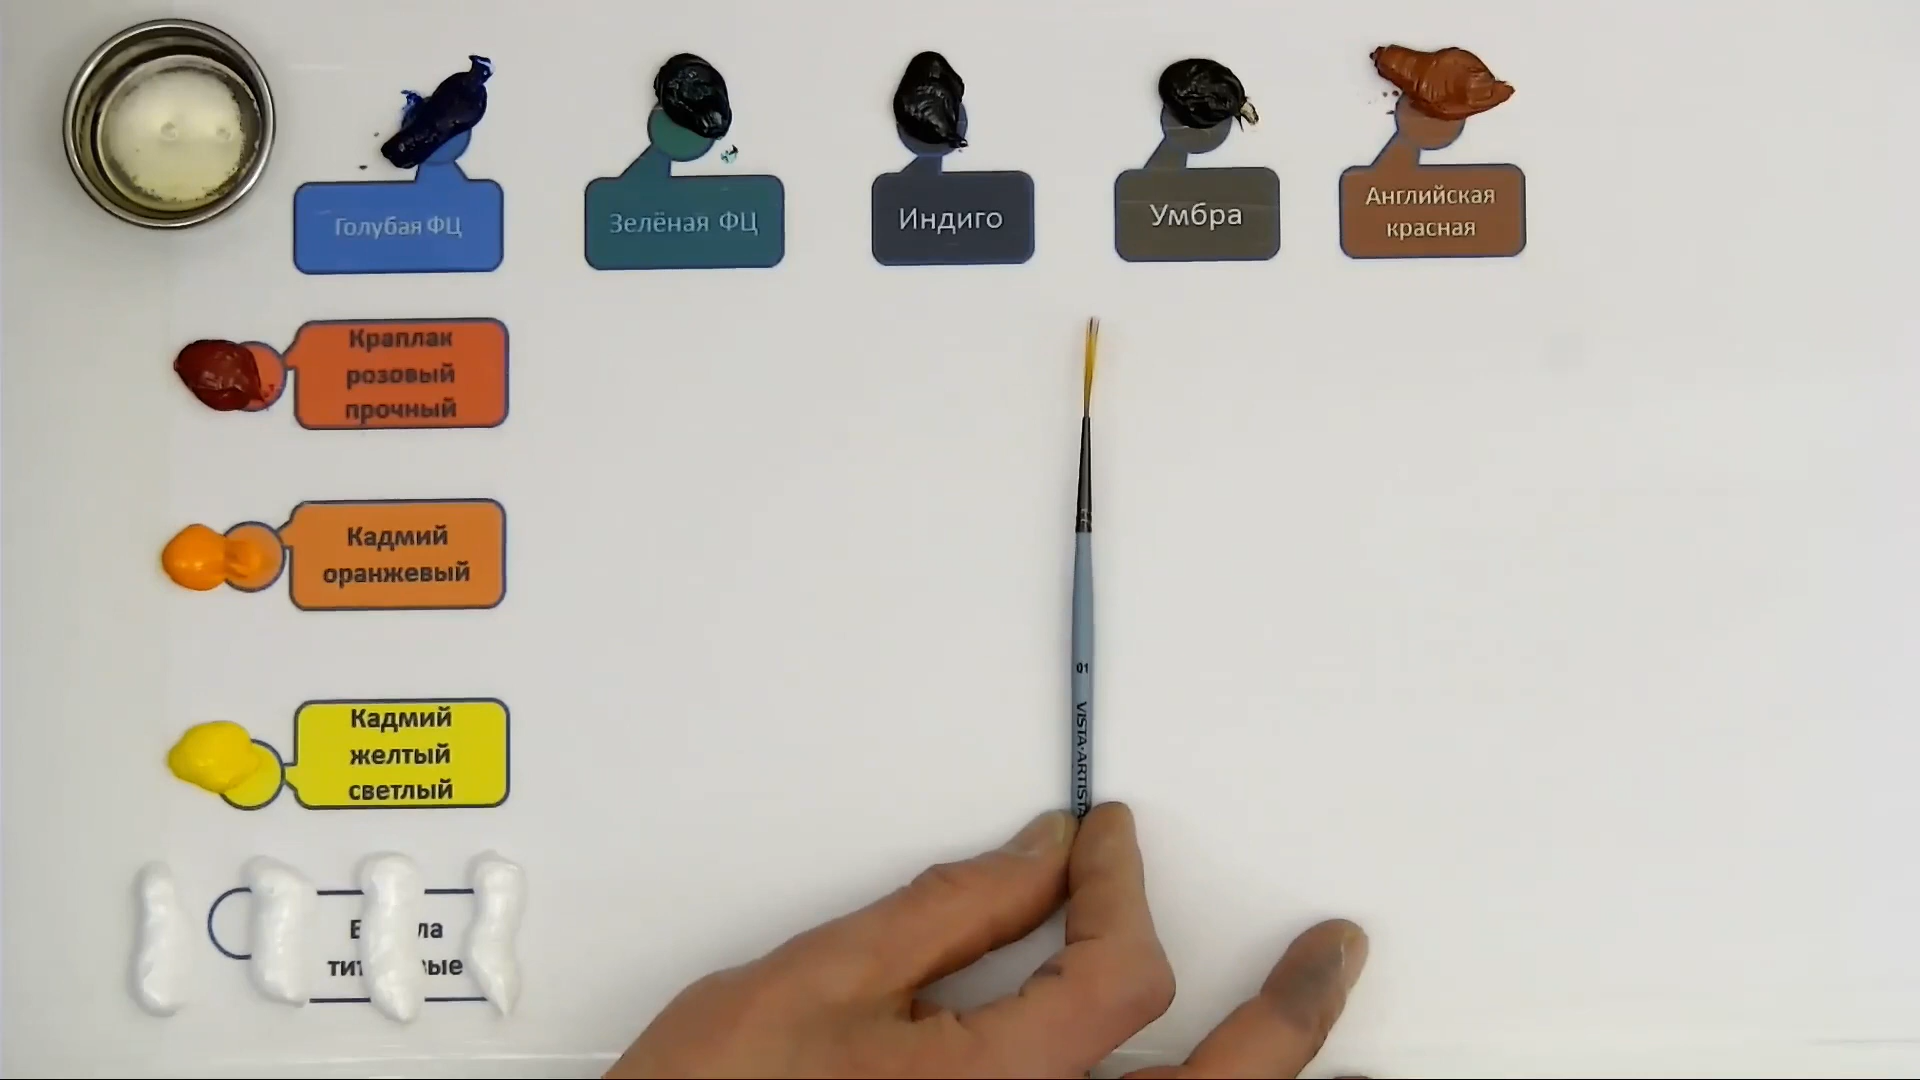 Голубая ФЦ
Зелёная ФЦ
Индиго
Умбра
Английская
красная
Краплак
розовый
прочный
Кадмий
оранжевый
Кадмий
желтый
светлый
01
VISTA-ARTISTA